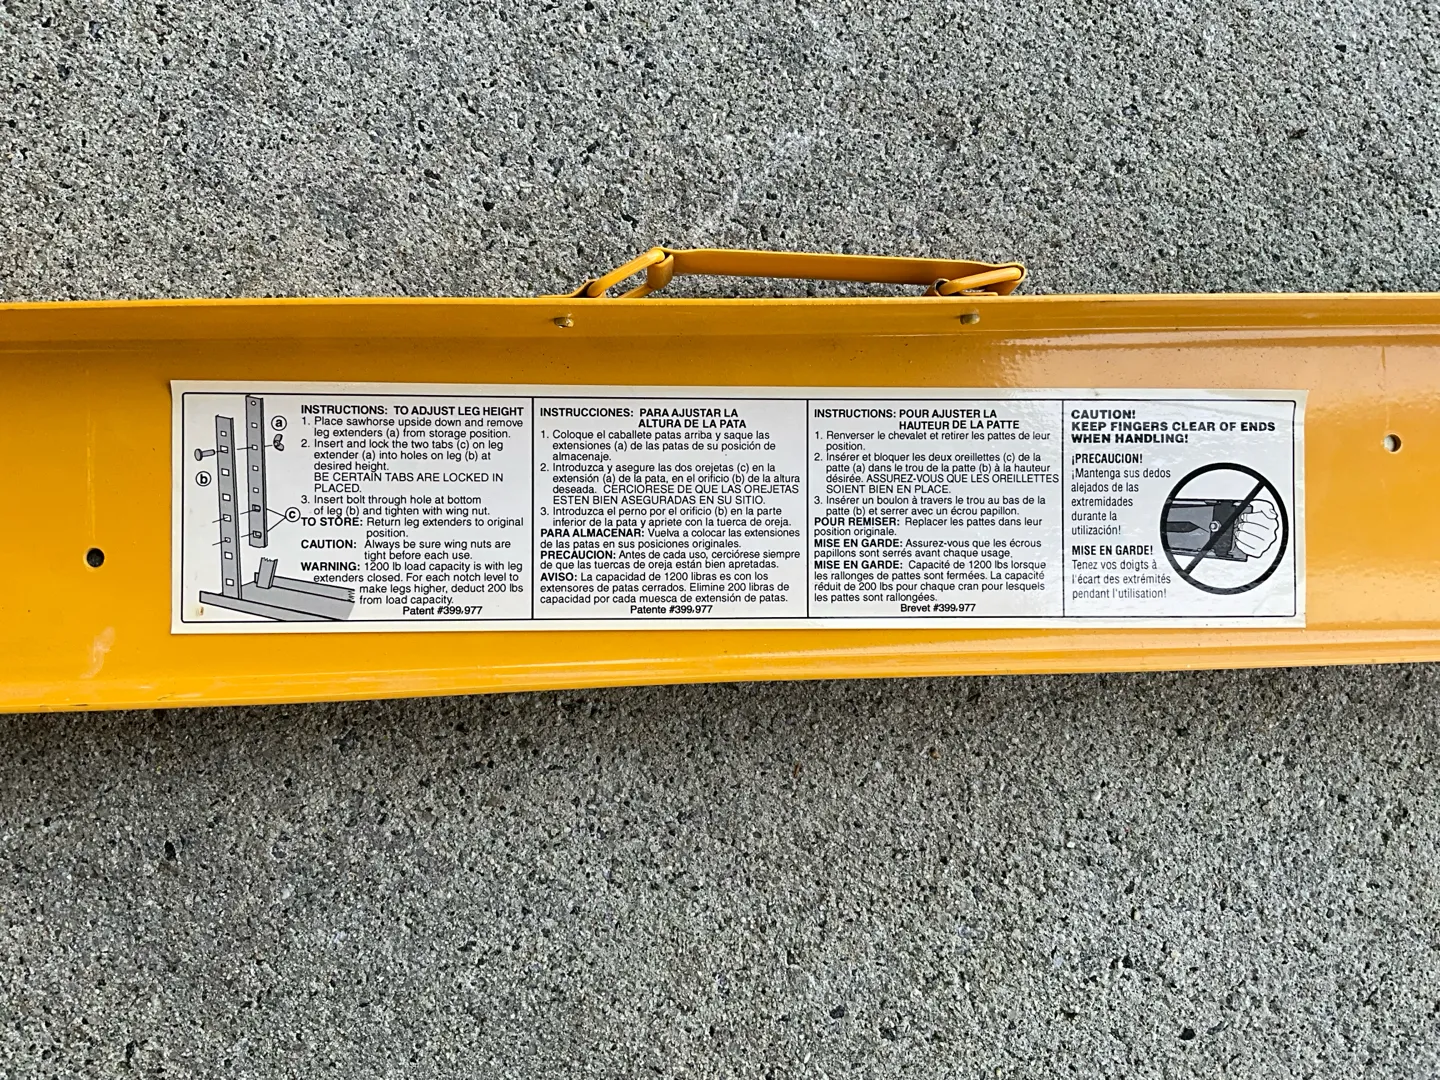 INSTRUCTIONS: TO ADJUST LEG HEIGHT
1. Place sawhorse upside down and remove
leg extenders (a) from storage position.
2. Insert and lock the two tabs (c) on leg
extender (a) into holes on leg (b) at
desired height.
BE CERTAIN TABS ARE LOCKED IN
PLACED.
3. Insert bolt through hole at bottom
of leg (b) and tighten with wing nut.
TO STORE: Return leg extenders to original
position.
CAUTION: Always be sure wing nuts are
tight before each use.
WARNING: 1200 lb load capacity is with leg
extenders closed. For each notch level to
make legs higher, deduct 200 lbs
from load capacity.
Patent #399,977
a
b
c
INSTRUCCIONES: PARA AJUSTAR LA
ALTURA DE LA PATA
1. Coloque el caballete patas arriba y saque las
extensiones (a) de las patas de su posición de
almacenaje.
2. Introduzca y asegure las dos orejetas (c) en la
extensión (a) de la pata, en el orificio (b) de la altura
deseada. CERCIORESE DE QUE LAS OREJETAS
ESTEN BIEN ASEGURADAS EN SU SITIO.
3. Introduzca el perno por el orificio (b) en la parte
inferior de la pata y apriete con la tuerca de oreja.
PARA ALMACENAR: Vuelva a colocar las extensiones
de las patas en sus posiciones originales.
PRECAUCION: Antes de cada uso, cerciórese siempre
de que las tuercas de oreja están bien apretadas.
AVISO: La capacidad de 1200 libras es con los
extensores de patas cerrados. Elimine 200 libras de
capacidad por cada muesca de extensión de patas.
Patente #399,977
INSTRUCTIONS: POUR AJUSTER LA
HAUTEUR DE LA PATTE
1. Renverser le chevalet et retirer les pattes de leur
position.
2. Insérer et bloquer les deux oreillettes (c) de la
patte (a) dans le trou de la patte (b) à la hauteur
désirée. ASSUREZ-VOUS QUE LES OREILLETTES
SOIENT BIEN EN PLACE.
3. Insérer un boulon à travers le trou au bas de la
patte (b) et serrer avec un écrou papillon.
POUR REMISER: Replacer les pattes dans leur
position originale.
MISE EN GARDE: Assurez-vous que les écrous
papillons sont serrés avant chaque usage,
MISE EN GARDE: Capacité de 1200 lbs lorsque
les rallonges de pattes sont fermées. La capacité
réduit de 200 lbs pour chaque cran pour lesquels
les pattes sont rallongées.
Brevet #399,977
CAUTION!
KEEP FINGERS CLEAR OF ENDS
WHEN HANDLING!
¡PRECAUCION!
¡Mantenga sus dedos
alejados de las
extremidades
durante la
utilización!
MISE EN GARDE!
Tenez vos doigts à
l'écart des extrémités
pendant l'utilisation!